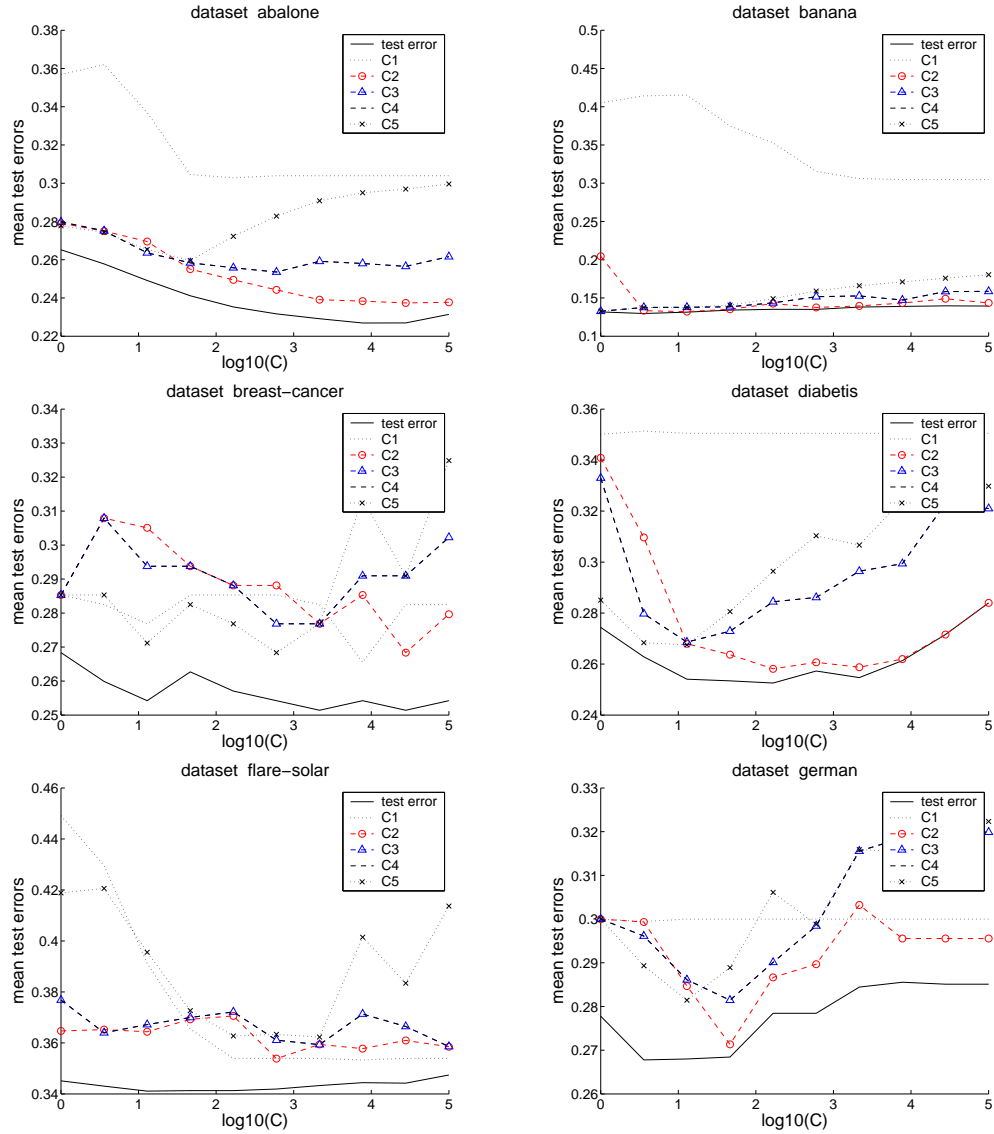 dataset abalone
0.38
0.36
0.34
0.32
0.3
0.28
0.26
0.24
0.22
0
1
2
3
4
5
mean test errors
log10(C)
test error
C1
C2
C3
C4
C5
dataset banana
0.5
0.45
0.4
0.35
0.3
0.25
0.2
0.15
0.1
0
1
2
3
4
5
mean test errors
log10(C)
test error
C1
C2
C3
C4
C5
dataset breast−cancer
0.34
0.33
0.32
0.31
0.3
0.29
0.28
0.27
0.26
0.25
0
1
2
3
4
5
mean test errors
log10(C)
test error
C1
C2
C3
C4
C5
dataset diabetis
0.36
0.34
0.32
0.3
0.28
0.26
0.24
0
1
2
3
4
5
mean test errors
log10(C)
test error
C1
C2
C3
C4
C5
dataset flare−solar
0.46
0.44
0.42
0.4
0.38
0.36
0.34
0
1
2
3
4
5
mean test errors
log10(C)
test error
C1
C2
C3
C4
C5
dataset german
0.33
0.32
0.31
0.3
0.29
0.28
0.27
0.26
0
1
2
3
4
5
mean test errors
log10(C)
test error
C1
C2
C3
C4
C5